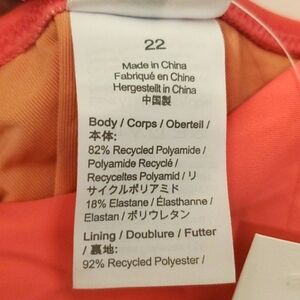 22
Made in China
Fabriqué en Chine
Hergestellt in China
中国製
Body / Corps / Oberteil /
本体:
82% Recycled Polyamide /
Polyamide Recyclé /
Recyceltes Polyamid / リ
サイクルポリアミド
18% Elastane / Élasthanne /
Elastan / ポリウレタン
Lining / Doublure / Futter
/ 裏地:
92% Recycled Polyester /